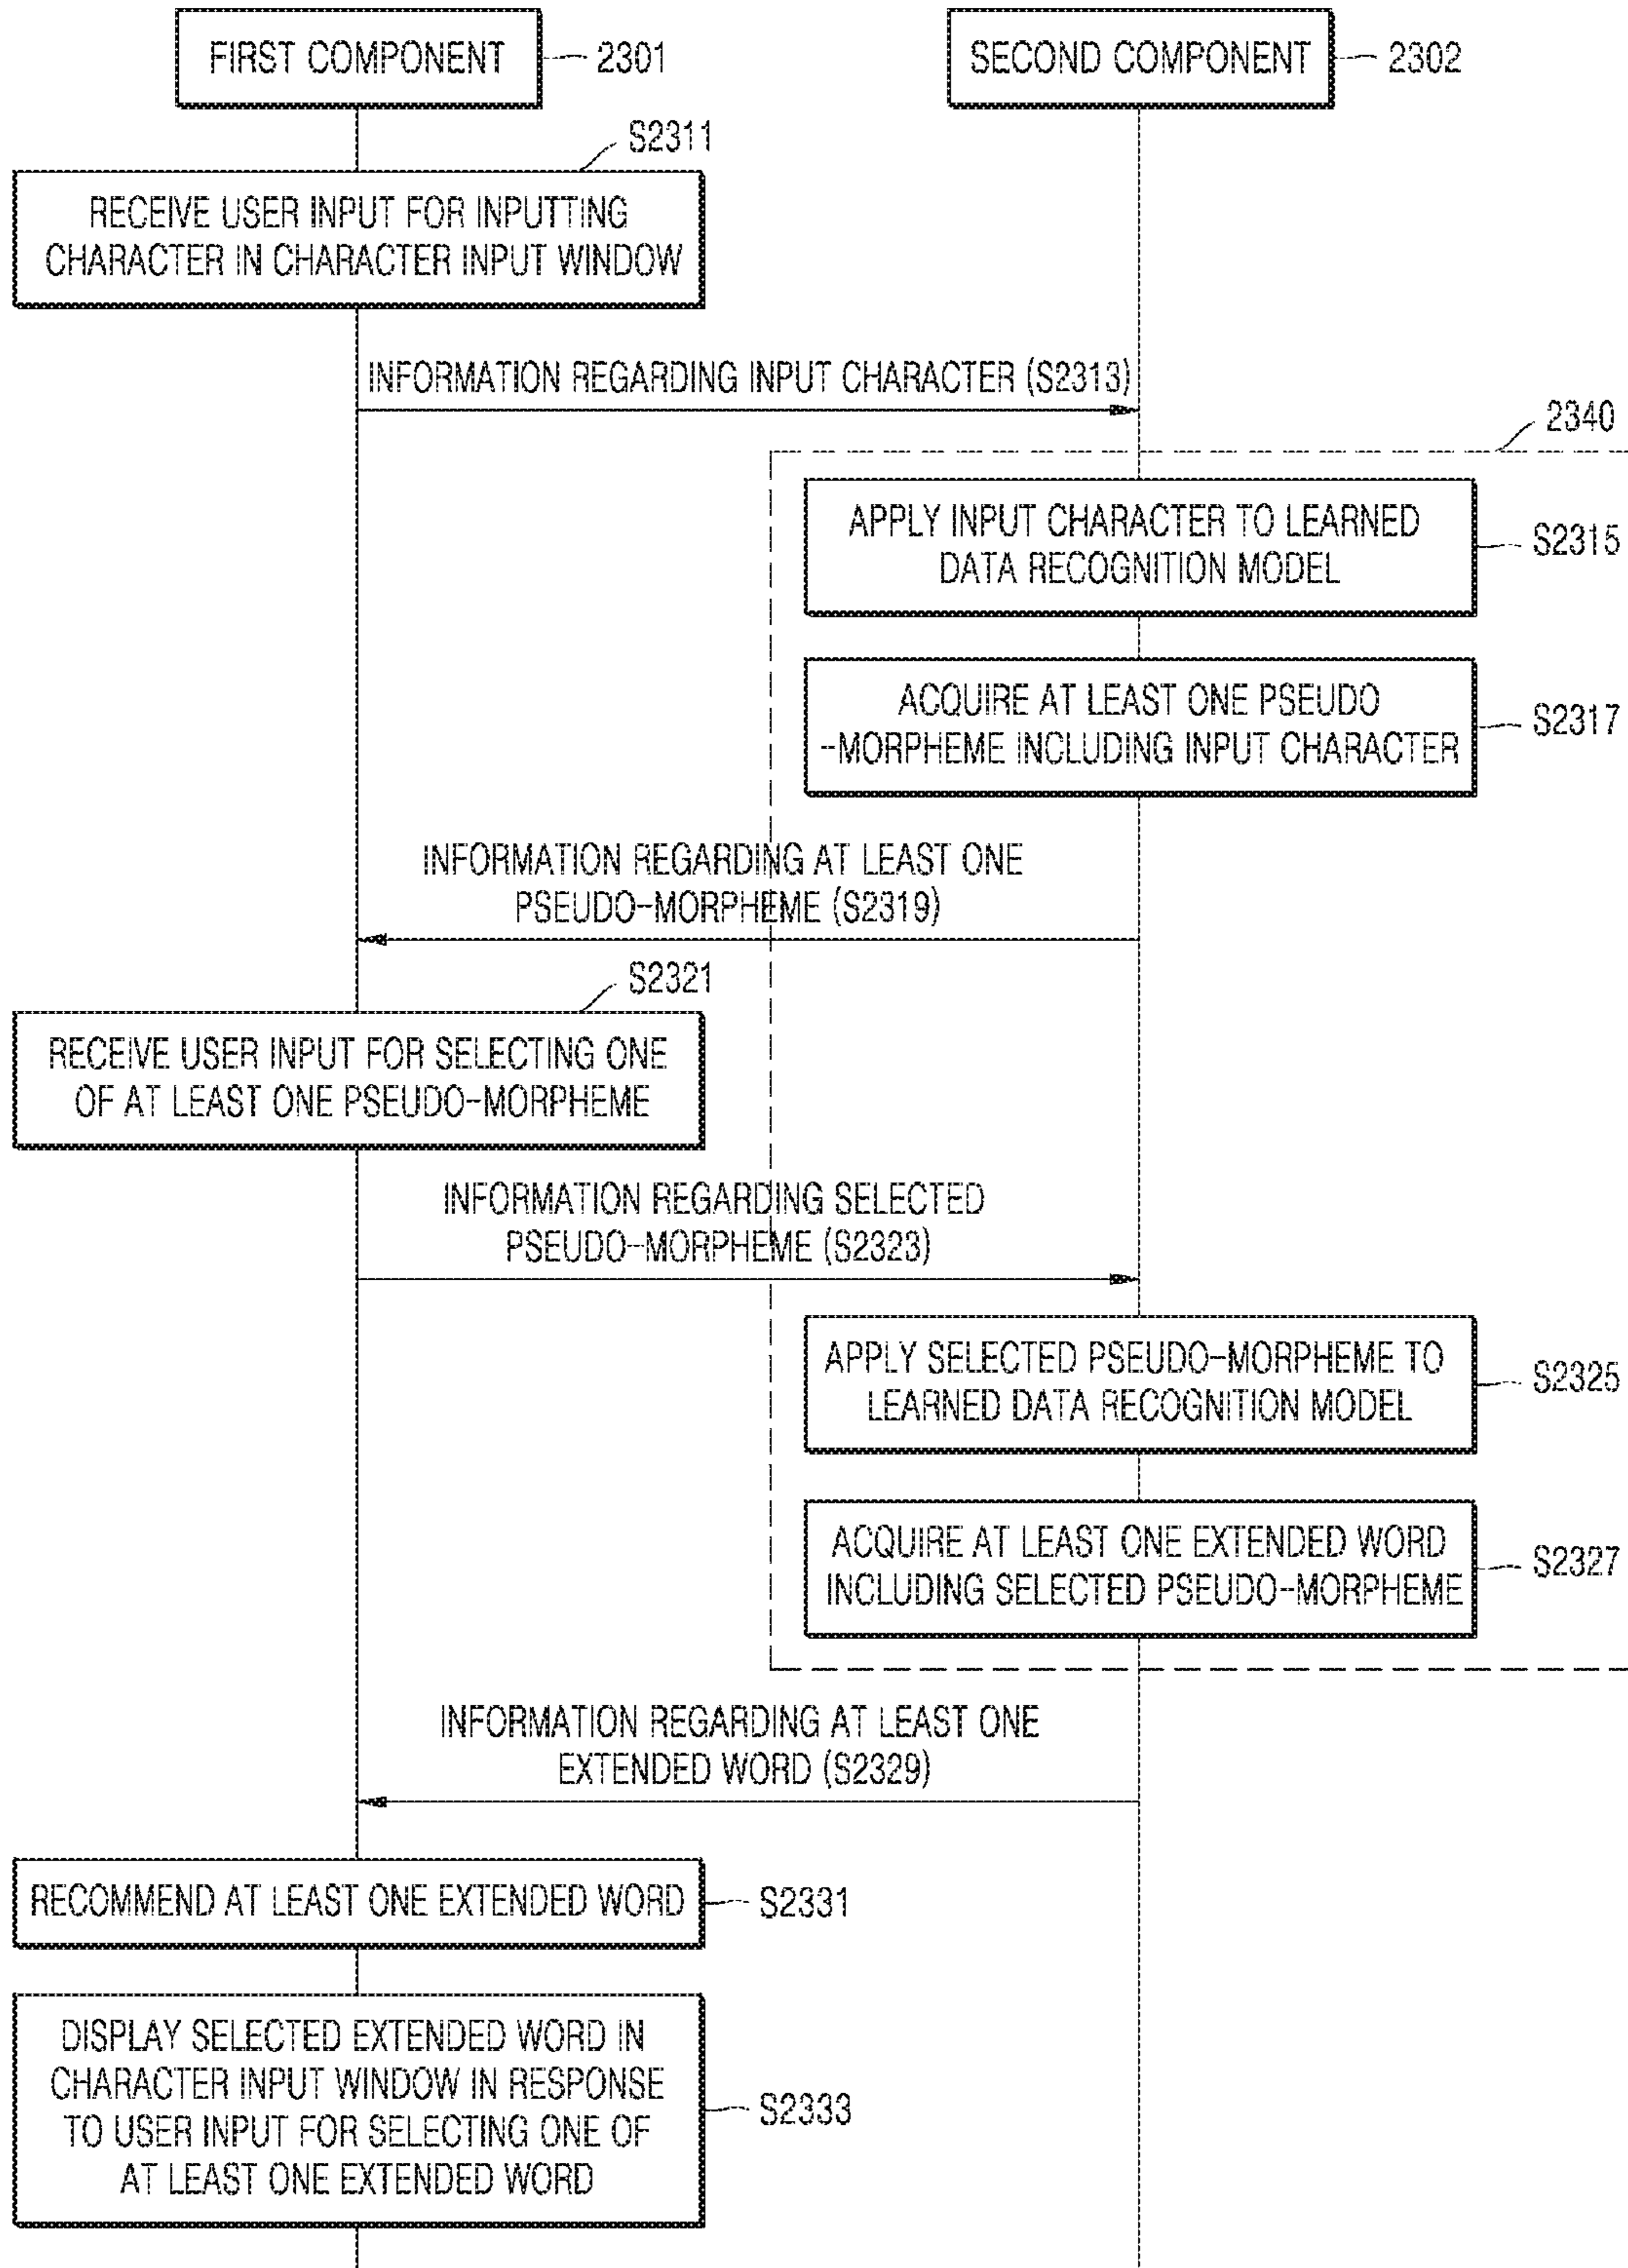 FIRST COMPONENT
2301
SECOND COMPONENT
2302
S2311
RECEIVE USER INPUT FOR INPUTTING
CHARACTER IN CHARACTER INPUT WINDOW
INFORMATION REGARDING INPUT CHARACTER (S2313)
2340
APPLY INPUT CHARACTER TO LEARNED
DATA RECOGNITION MODEL
S2315
ACQUIRE AT LEAST ONE PSEUDO
-MORPHEME INCLUDING INPUT CHARACTER
S2317
INFORMATION REGARDING AT LEAST ONE
PSEUDO-MORPHEME (S2319)
S2321
RECEIVE USER INPUT FOR SELECTING ONE
OF AT LEAST ONE PSEUDO-MORPHEME
INFORMATION REGARDING SELECTED
PSEUDO-MORPHEME (S2323)
APPLY SELECTED PSEUDO-MORPHEME TO
LEARNED DATA RECOGNITION MODEL
S2325
ACQUIRE AT LEAST ONE EXTENDED WORD
INCLUDING SELECTED PSEUDO-MORPHEME
S2327
INFORMATION REGARDING AT LEAST ONE
EXTENDED WORD (S2329)
RECOMMEND AT LEAST ONE EXTENDED WORD
S2331
DISPLAY SELECTED EXTENDED WORD IN
CHARACTER INPUT WINDOW IN RESPONSE
TO USER INPUT FOR SELECTING ONE OF
AT LEAST ONE EXTENDED WORD
S2333